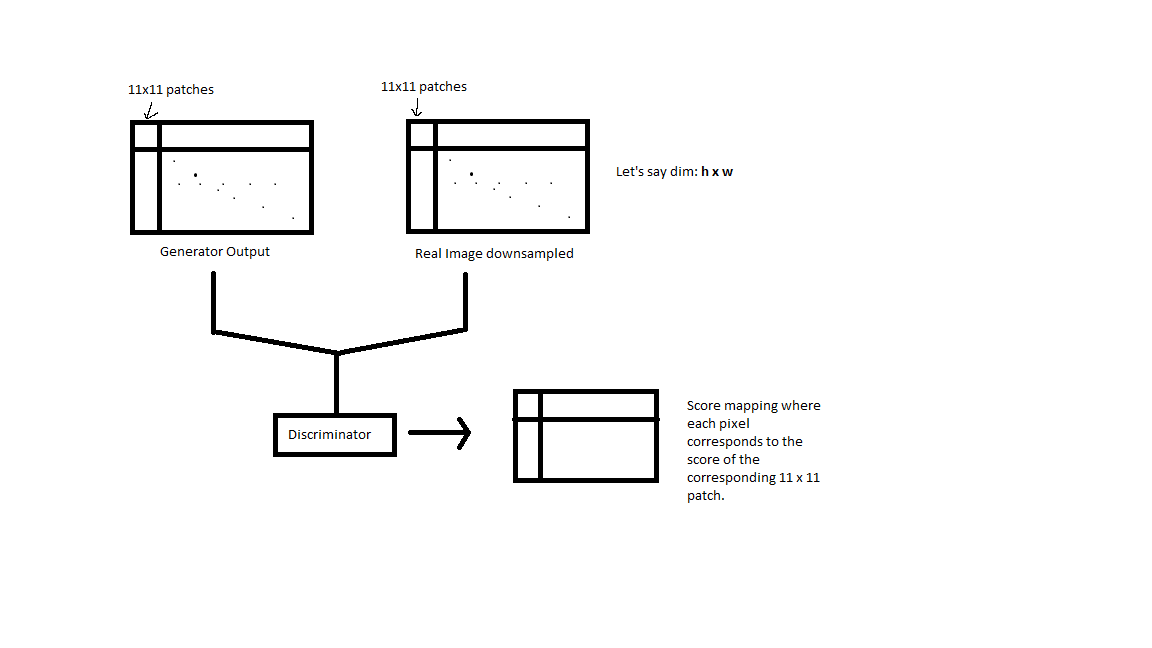 11x11 patches
11x11 patches
Let's say dim: h x w
Generator Output
Real Image downsampled
Discriminator
Score mapping where
each pixel
corresponds to the
score of the
corresponding 11 x 11
patch.